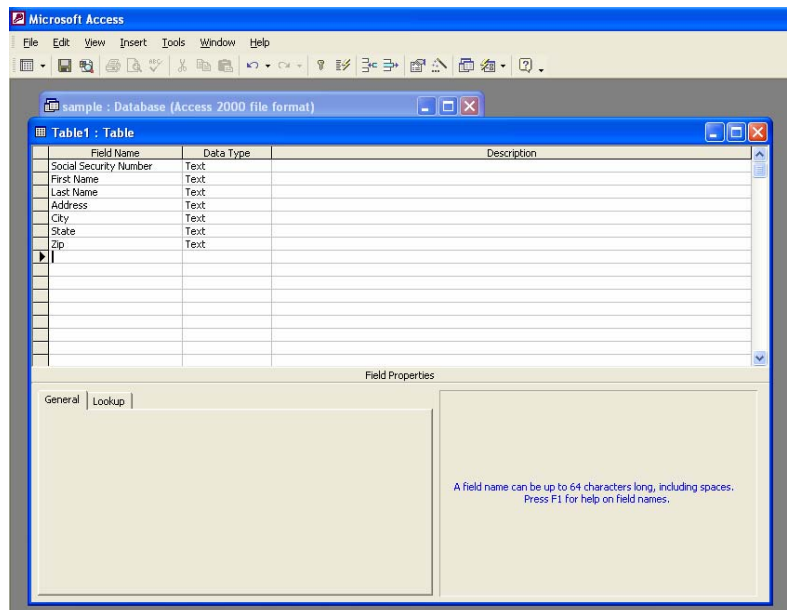 Microsoft Access
File Edit View Insert Tools Window Help
sample : Database (Access 2000 file format)
Table1 : Table
Field Name Data Type Description
Social Security Number Text
First Name Text
Last Name Text
Address Text
City Text
State Text
Zip Text
Field Properties
General Lookup
A field name can be up to 64 characters long, including spaces.
Press F1 for help on field names.